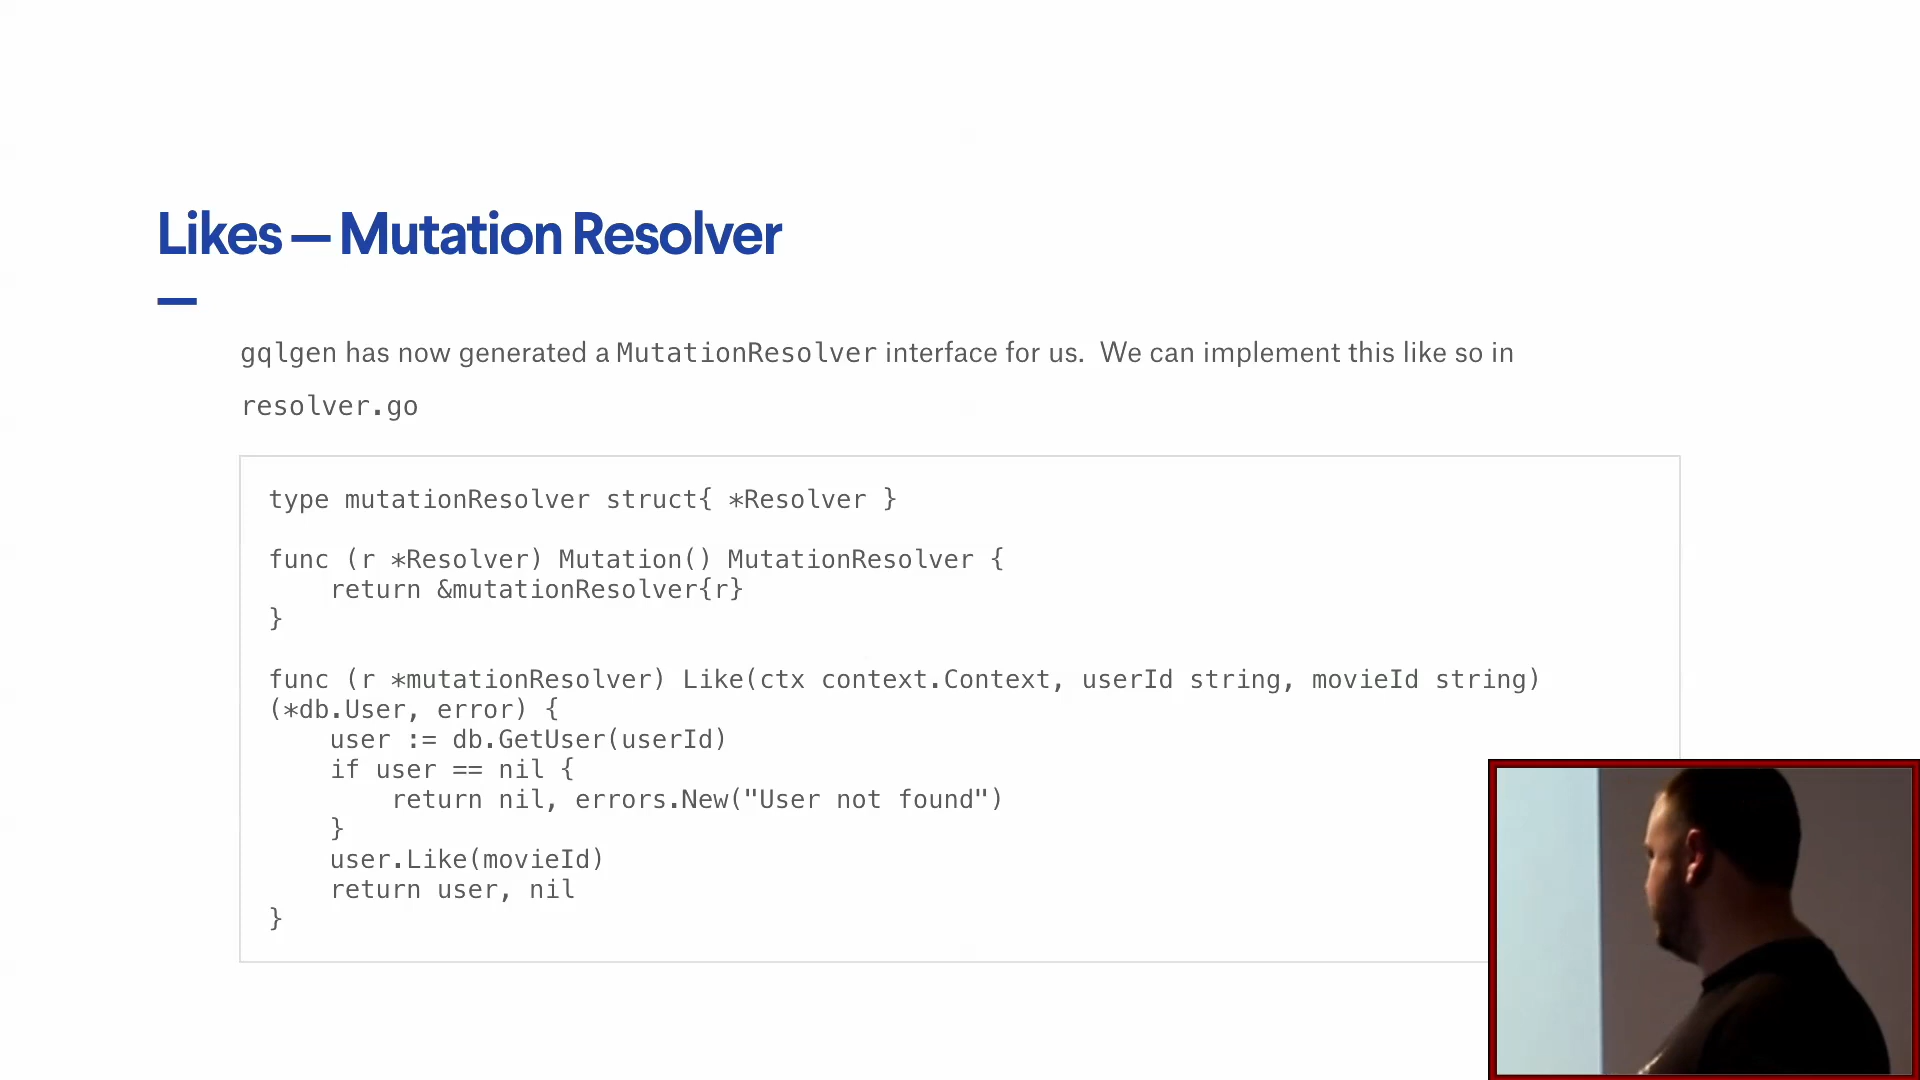 Likes — Mutation Resolver
gqlgen has now generated a MutationResolver interface for us.  We can implement this like so in
resolver.go
type mutationResolver struct{ *Resolver }
func (r *Resolver) Mutation() MutationResolver {
    return &mutationResolver{r}
}
func (r *mutationResolver) Like(ctx context.Context, userId string, movieId string)
(*db.User, error) {
    user := db.GetUser(userId)
    if user == nil {
        return nil, errors.New("User not found")
    }
    user.Like(movieId)
    return user, nil
}